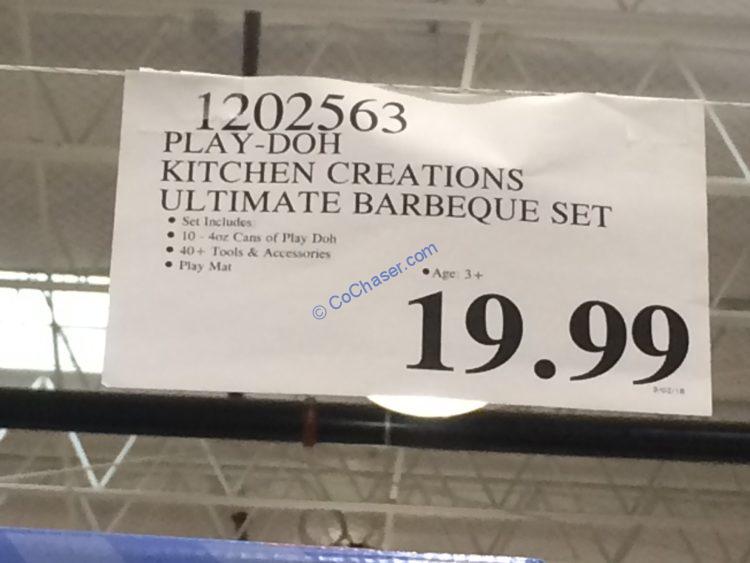 1202563
PLAY-DOH
KITCHEN CREATIONS
ULTIMATE BARBEQUE SET
• Set Includes
• 10 - 4oz Cans of Play Doh
• 40+ Tools & Accessories
• Play Mat
• Age: 3+
© CoChaser.com
19.99